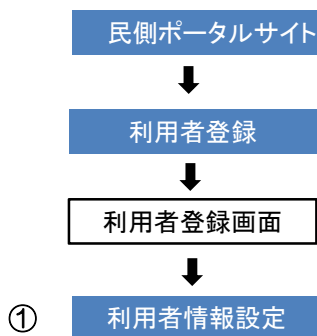 民側ポータルサイト
利用者登録
利用者登録画面
① 利用者情報設定